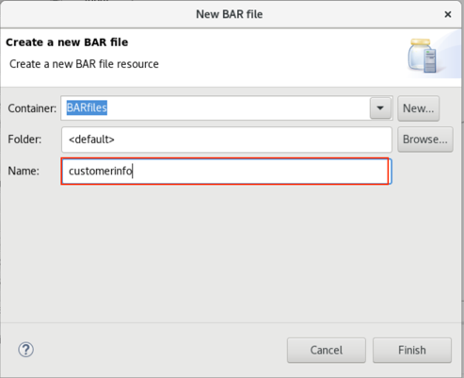 New BAR file
×
Create a new BAR file
Create a new BAR file resource
Container: BARfiles New...
Folder: <default> Browse...
Name: customerinfo
? Cancel Finish